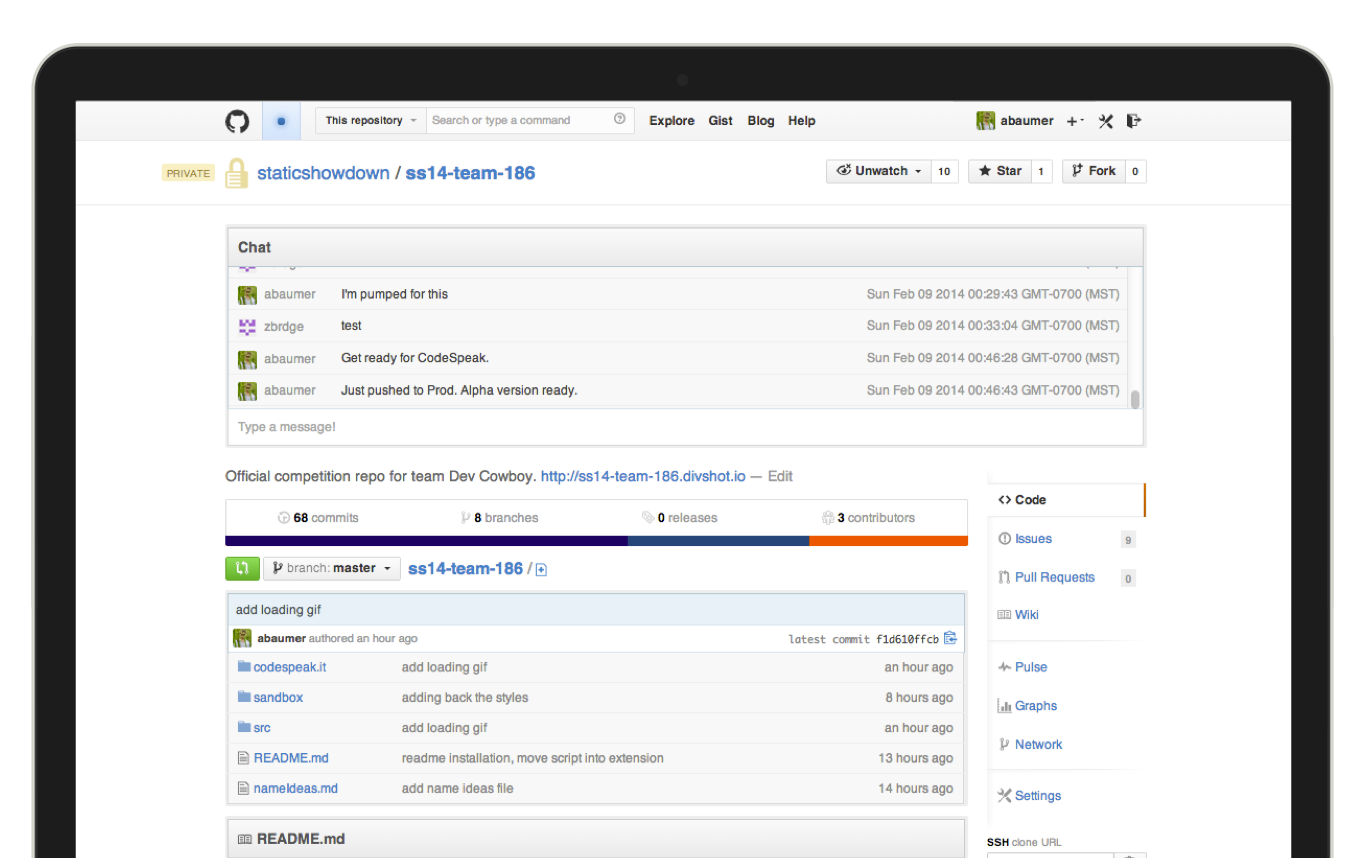 This repository Search or type a command Explore Gist Blog Help abaumer
PRIVATE staticshowdown / ss14-team-186 Unwatch 10 Star 1 Fork 0
Chat
abaumer I'm pumped for this Sun Feb 09 2014 00:29:43 GMT-0700 (MST)
zbrdge test Sun Feb 09 2014 00:33:04 GMT-0700 (MST)
abaumer Get ready for CodeSpeak. Sun Feb 09 2014 00:46:28 GMT-0700 (MST)
abaumer Just pushed to Prod. Alpha version ready. Sun Feb 09 2014 00:46:43 GMT-0700 (MST)
Type a message!
Official competition repo for team Dev Cowboy. http://ss14-team-186.divshot.io — Edit
68 commits 8 branches 0 releases 3 contributors
branch: master ss14-team-186 /
add loading gif
abaumer authored an hour ago latest commit f1d610ffcb
codespeak.it add loading gif an hour ago
sandbox adding back the styles 8 hours ago
src add loading gif an hour ago
README.md readme installation, move script into extension 13 hours ago
nameIdeas.md add name ideas file 14 hours ago
README.md
Code
Issues 9
Pull Requests 0
Wiki
Pulse
Graphs
Network
Settings
SSH clone URL